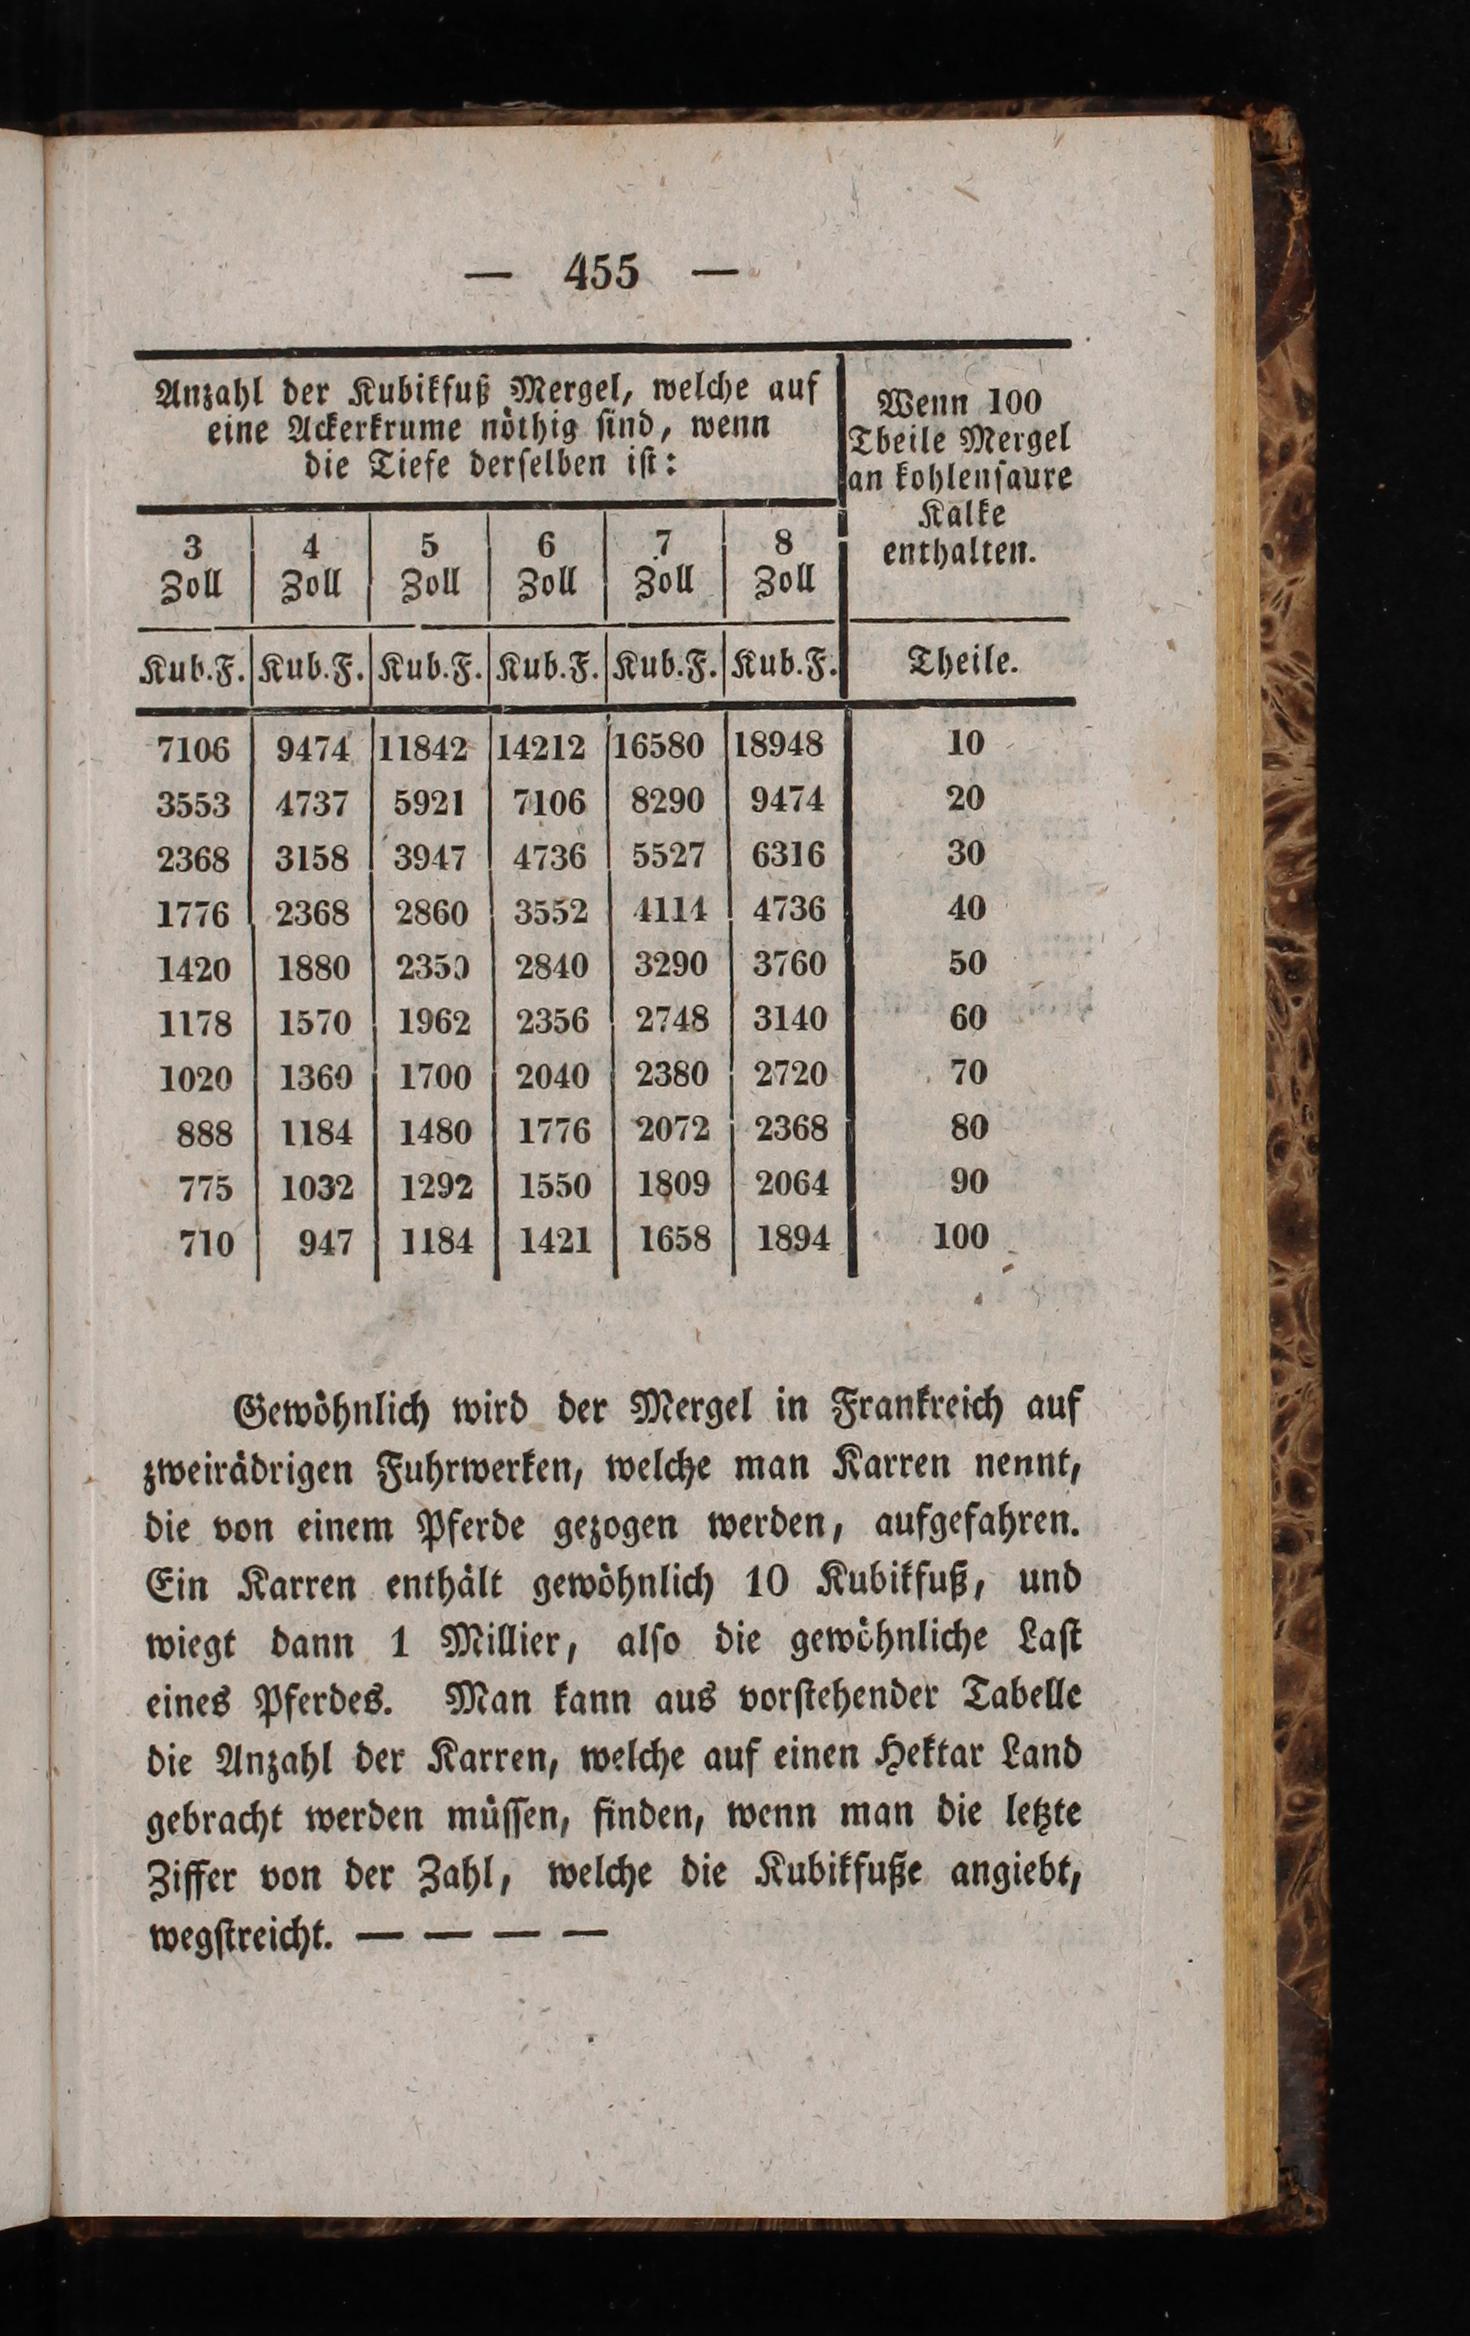 — 455 —
Anzahl der Kubikfuß Mergel, welche auf
eine Ackerkrume nöthig sind, wenn
die Tiefe derselben ist:
Wenn 100
Theile Mergel
an kohlensaure
Kalke
enthalten.
3 4 5 6 7 8
Zoll Zoll Zoll Zoll Zoll Zoll
Kub.F. Kub.F. Kub.F. Kub.F. Kub.F. Kub.F. Theile.
7106 9474 11842 14212 16580 18948 10
3553 4737 5921 7106 8290 9474 20
2368 3158 3947 4736 5527 6316 30
1776 2368 2860 3552 4114 4736 40
1420 1880 2350 2840 3290 3760 50
1178 1570 1962 2356 2748 3140 60
1020 1360 1700 2040 2380 2720 70
888 1184 1480 1776 2072 2368 80
775 1032 1292 1550 1809 2064 90
710 947 1184 1421 1658 1894 100
Gewöhnlich wird der Mergel in Frankreich auf
zweirädrigen Fuhrwerken, welche man Karren nennt,
die von einem Pferde gezogen werden, aufgefahren.
Ein Karren enthält gewöhnlich 10 Kubikfuß, und
wiegt dann 1 Millier, also die gewöhnliche Last
eines Pferdes. Man kann aus vorstehender Tabelle
die Anzahl der Karren, welche auf einen Hektar Land
gebracht werden müssen, finden, wenn man die letzte
Ziffer von der Zahl, welche die Kubikfuße angiebt,
wegstreicht. — — — —